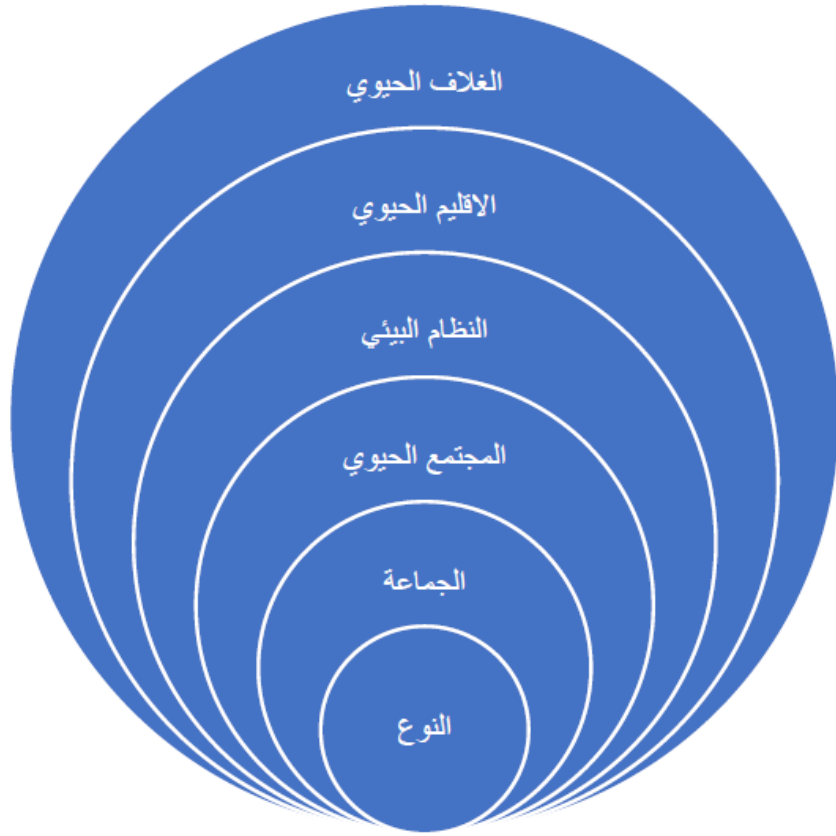 الغلاف الحيوي
الاقليم الحيوي
النظام البيئي
المجتمع الحيوي
الجماعة
النوع